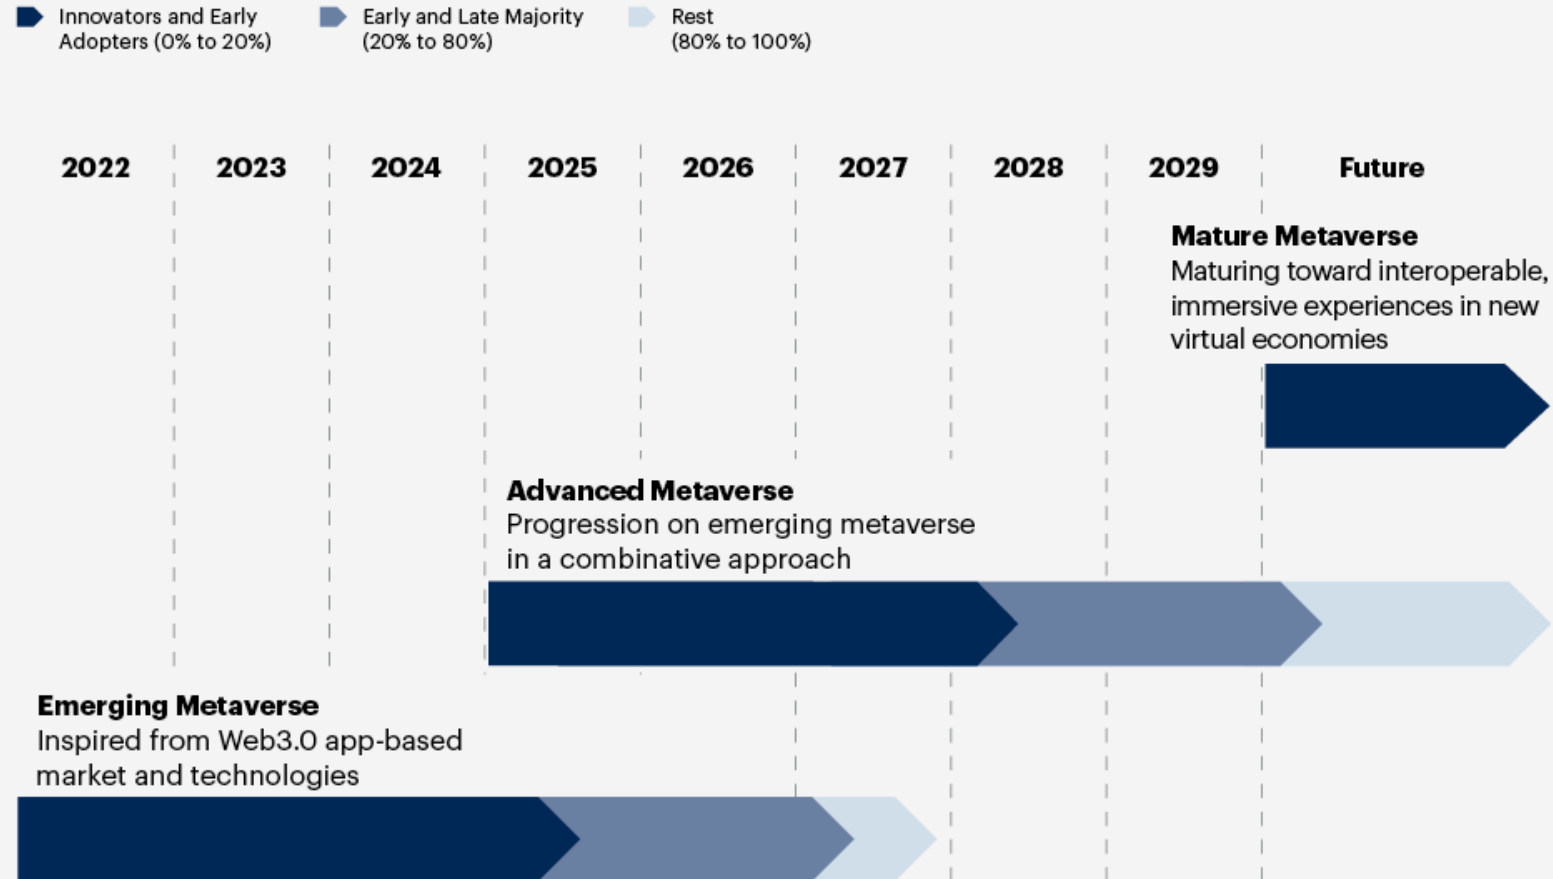 Innovators and Early
Adopters (0% to 20%)
Early and Late Majority
(20% to 80%)
Rest
(80% to 100%)
2022 2023 2024 2025 2026 2027 2028 2029 Future
Mature Metaverse
Maturing toward interoperable,
immersive experiences in new
virtual economies
Advanced Metaverse
Progression on emerging metaverse
in a combinative approach
Emerging Metaverse
Inspired from Web3.0 app-based
market and technologies